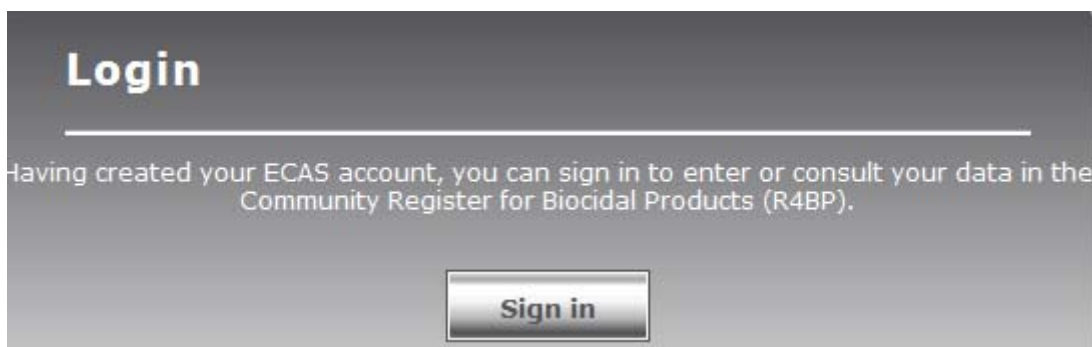 Login
Having created your ECAS account, you can sign in to enter or consult your data in the
Community Register for Biocidal Products (R4BP).
Sign in